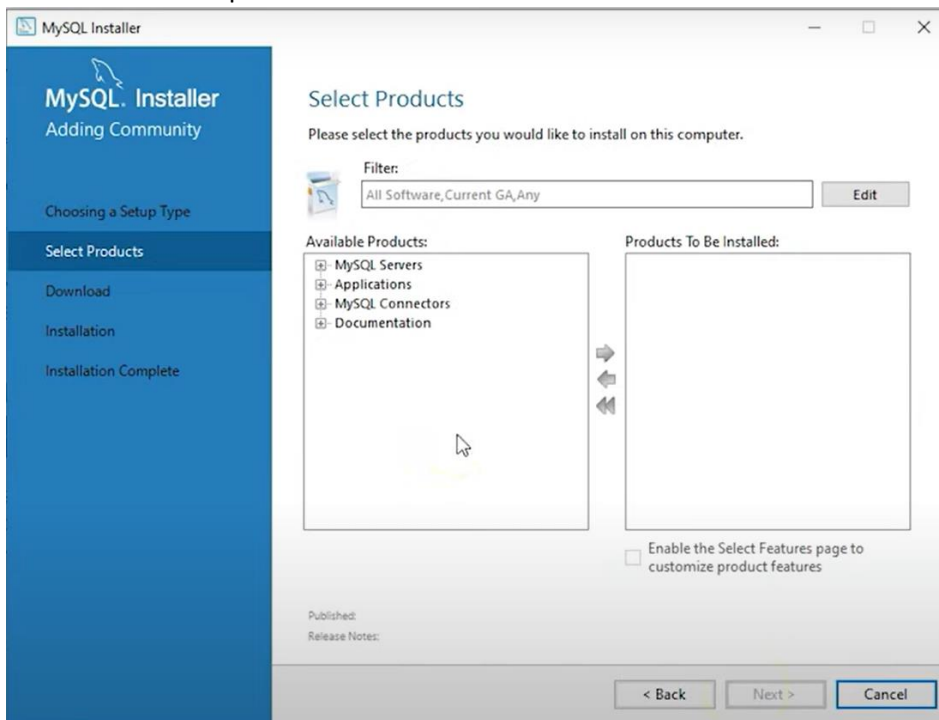 MySQL Installer
MySQL. Installer
Adding Community
Choosing a Setup Type
Select Products
Download
Installation
Installation Complete
Select Products
Please select the products you would like to install on this computer.
Filter:
All Software,Current GA,Any
Edit
Available Products:
MySQL Servers
Applications
MySQL Connectors
Documentation
Products To Be Installed:
Enable the Select Features page to
customize product features
Published:
Release Notes:
< Back
Next >
Cancel